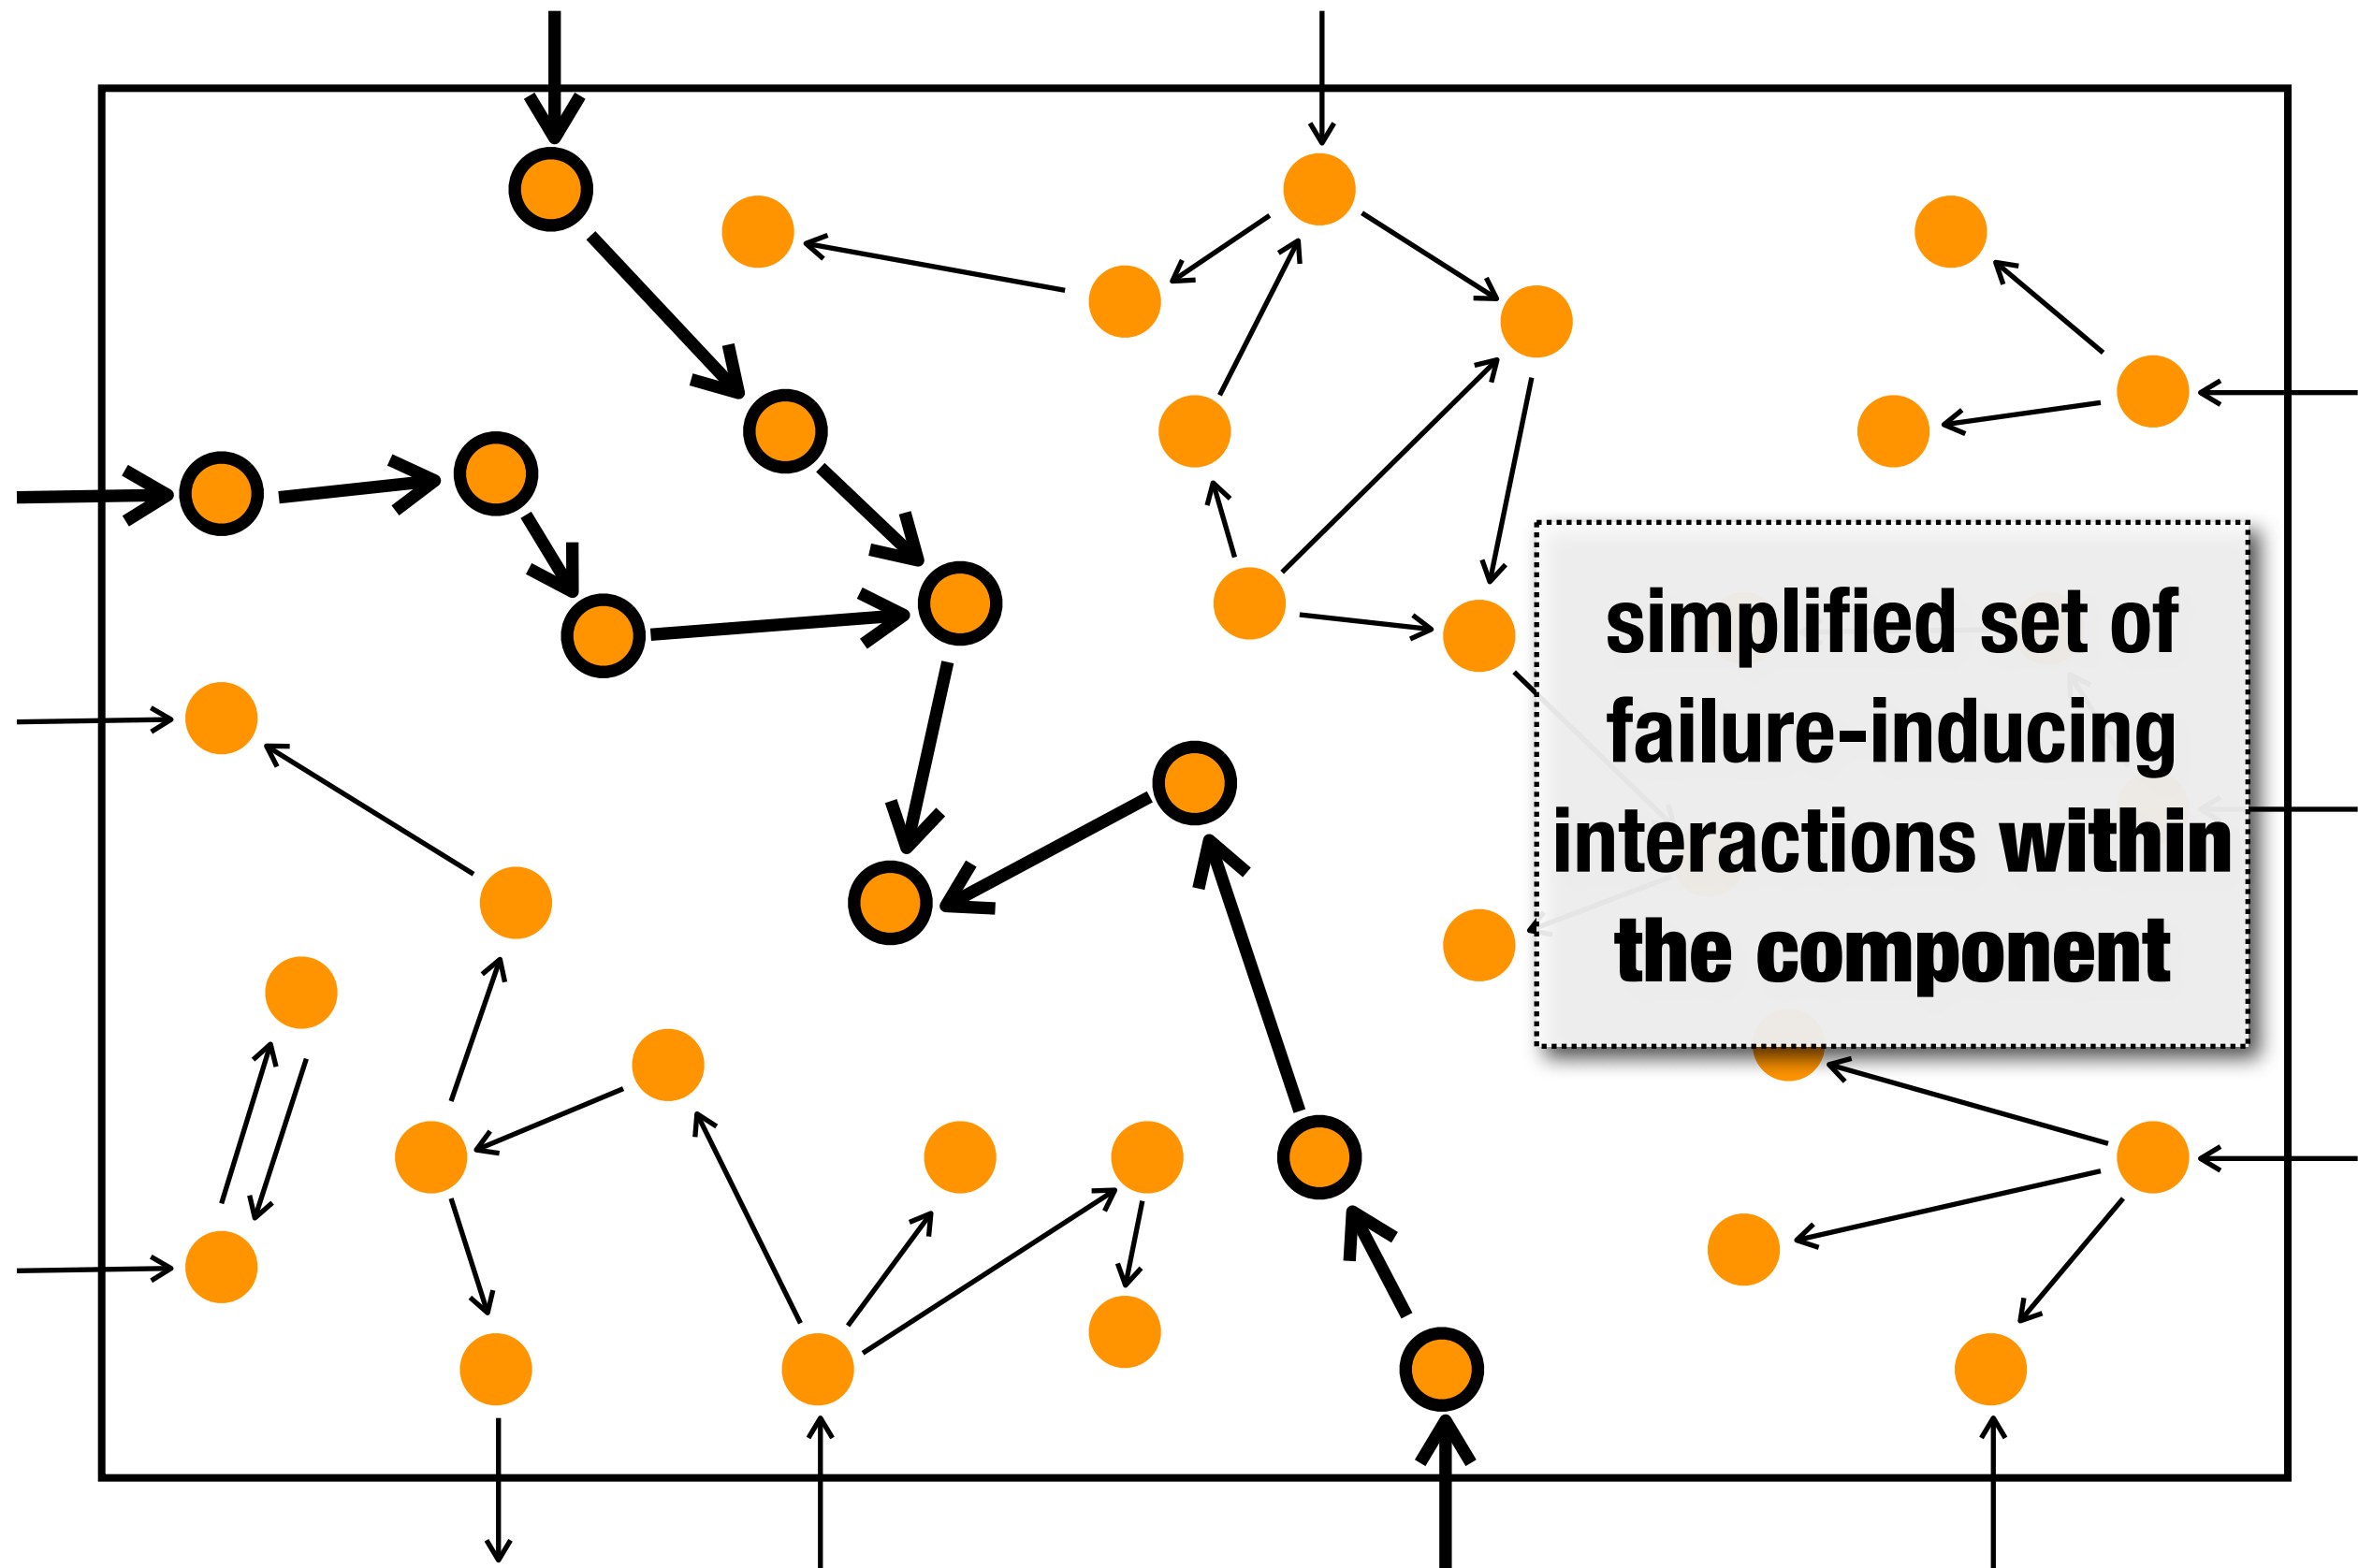 simplified set of
failure-inducing
interactions within
the component